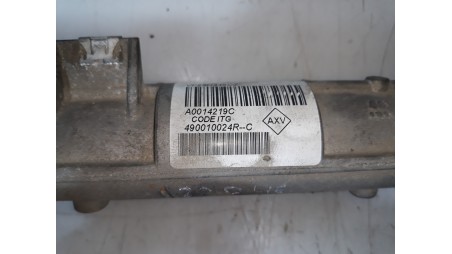 A0014219C
CODE ITG
490010024R--C
AXV